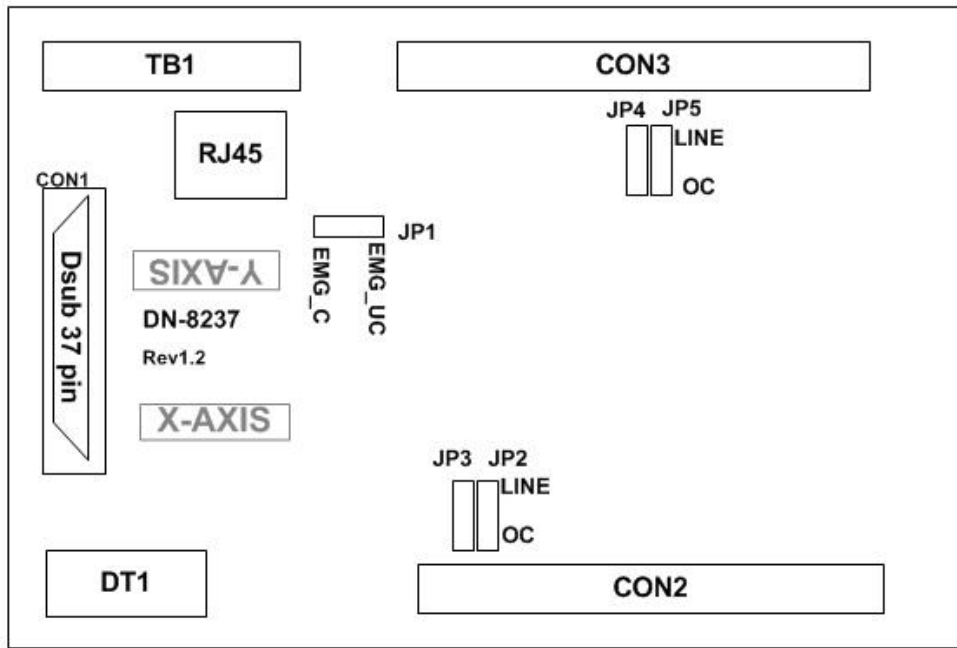 TB1
CON3
JP4 JP5
LINE
OC
RJ45
CON1
Dsub 37 pin
JP1
EMG_C
EMG_UC
Y-AXIS
DN-8237
Rev1.2
X-AXIS
JP3 JP2
LINE
OC
DT1
CON2